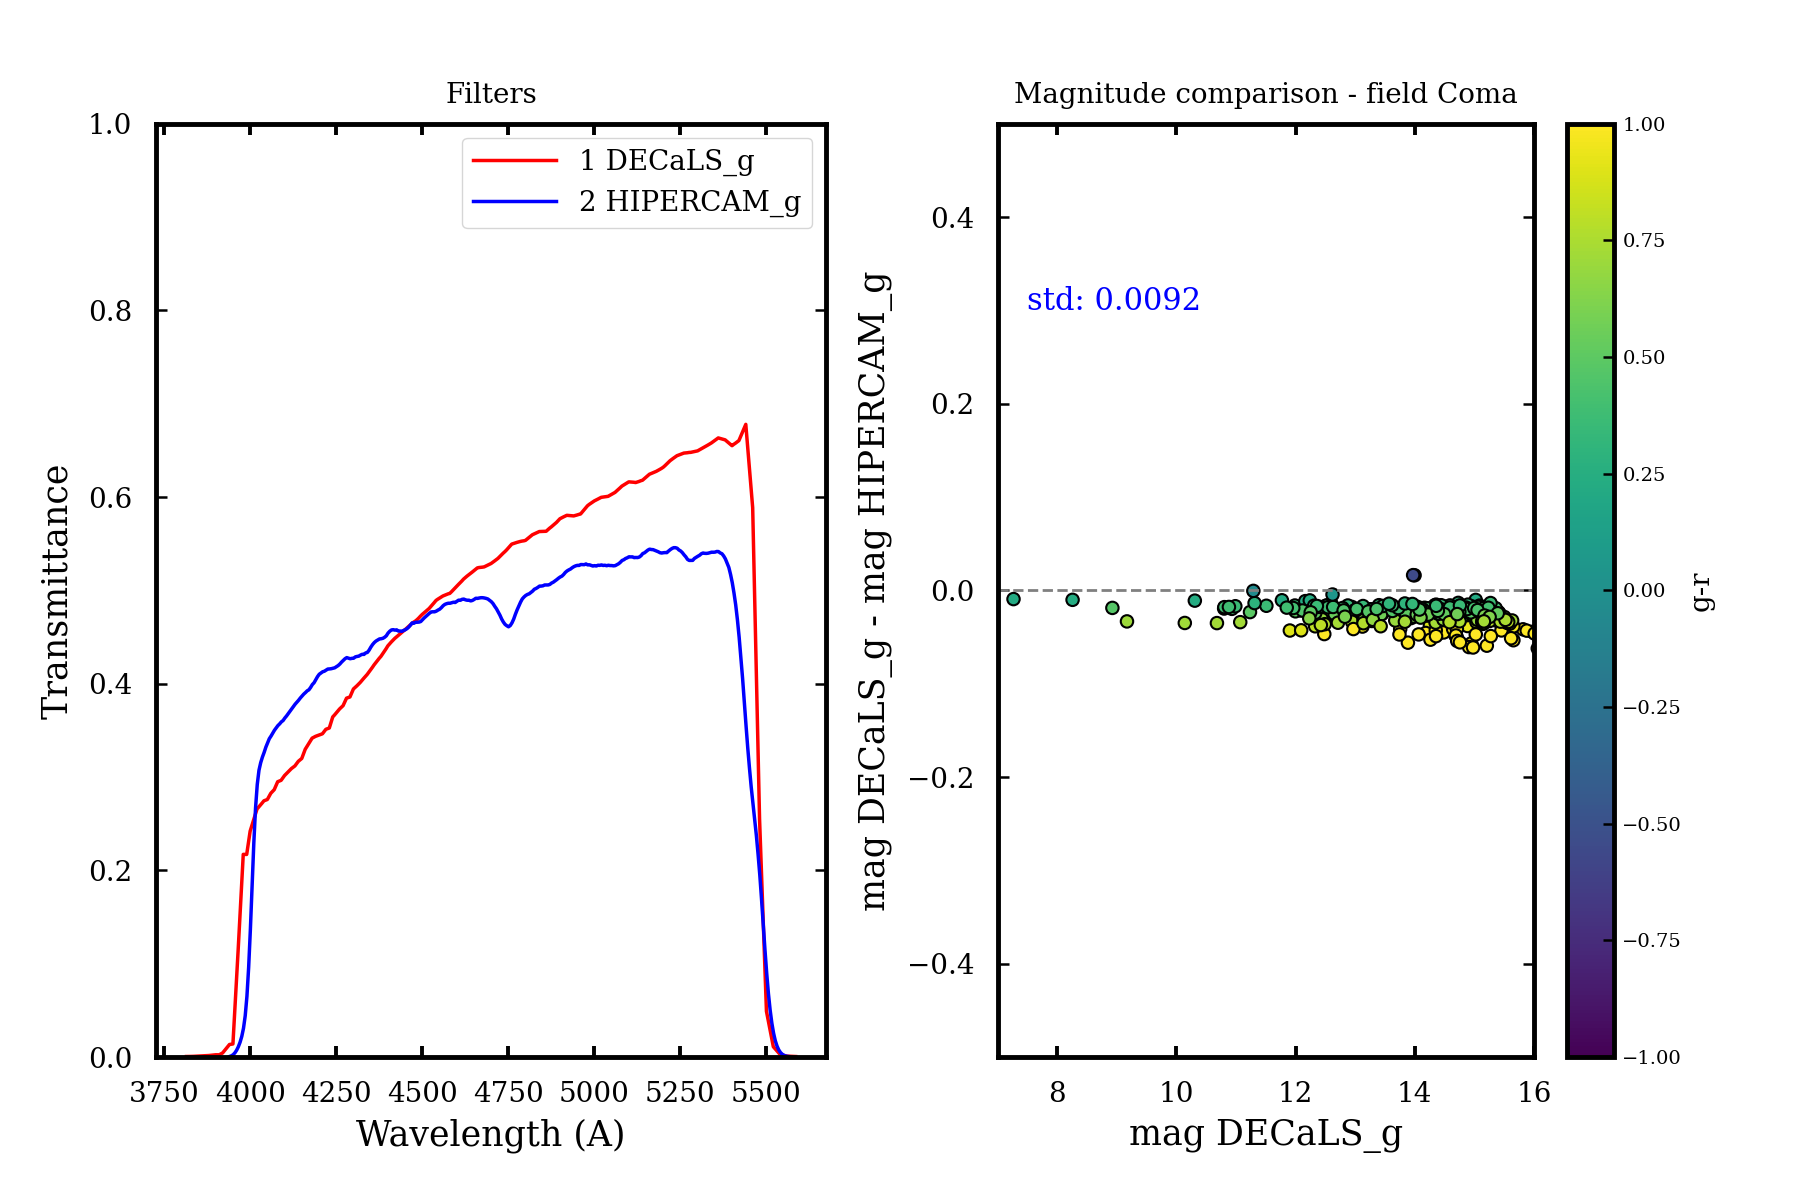 Filters
1.0
0.8
0.6
0.4
0.2
0.0
Transmittance
1 DECaLS_g
2 HIPERCAM_g
3750 4000 4250 4500 4750 5000 5250 5500
Wavelength (A)
Magnitude comparison - field Coma
mag DECaLS_g - mag HIPERCAM_g
0.4
0.2
0.0
−0.2
−0.4
std: 0.0092
8 10 12 14 16
mag DECaLS_g
1.00
0.75
0.50
0.25
0.00
−0.25
−0.50
−0.75
−1.00
g-r